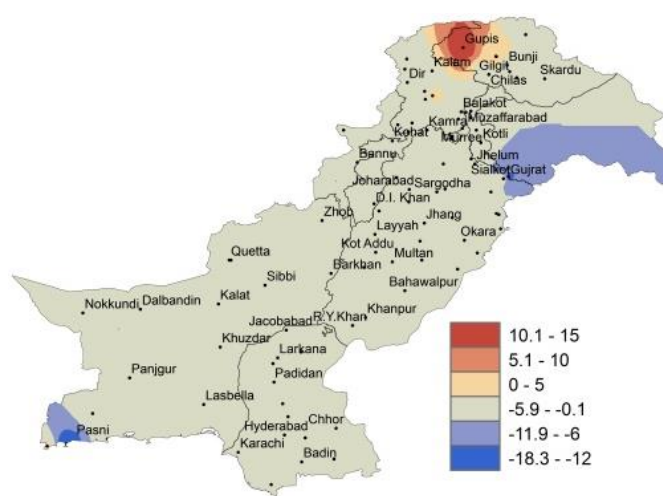 Gupis
Kalam
Gilgit
Bunji
Dir
Chilas
Skardu
Balakot
Kamra
Muzaffarabad
Kohat
Murree
Kotli
Bannu
Jhelum
Sialkot
Gujrat
Joharabad
Sargodha
D.I. Khan
Zhob
Layyah
Jhang
Okara
Quetta
Kot Addu
Multan
Barkhan
Sibbi
Bahawalpur
Nokkundi
Dalbandin
Kalat
Jacobabad
R.Y.Khan
Khanpur
Khuzdar
Larkana
Panjgur
Padidan
Lasbella
Pasni
Hyderabad
Chhor
Karachi
Badin
10.1 - 15
5.1 - 10
0 - 5
-5.9 - -0.1
-11.9 - -6
-18.3 - -12